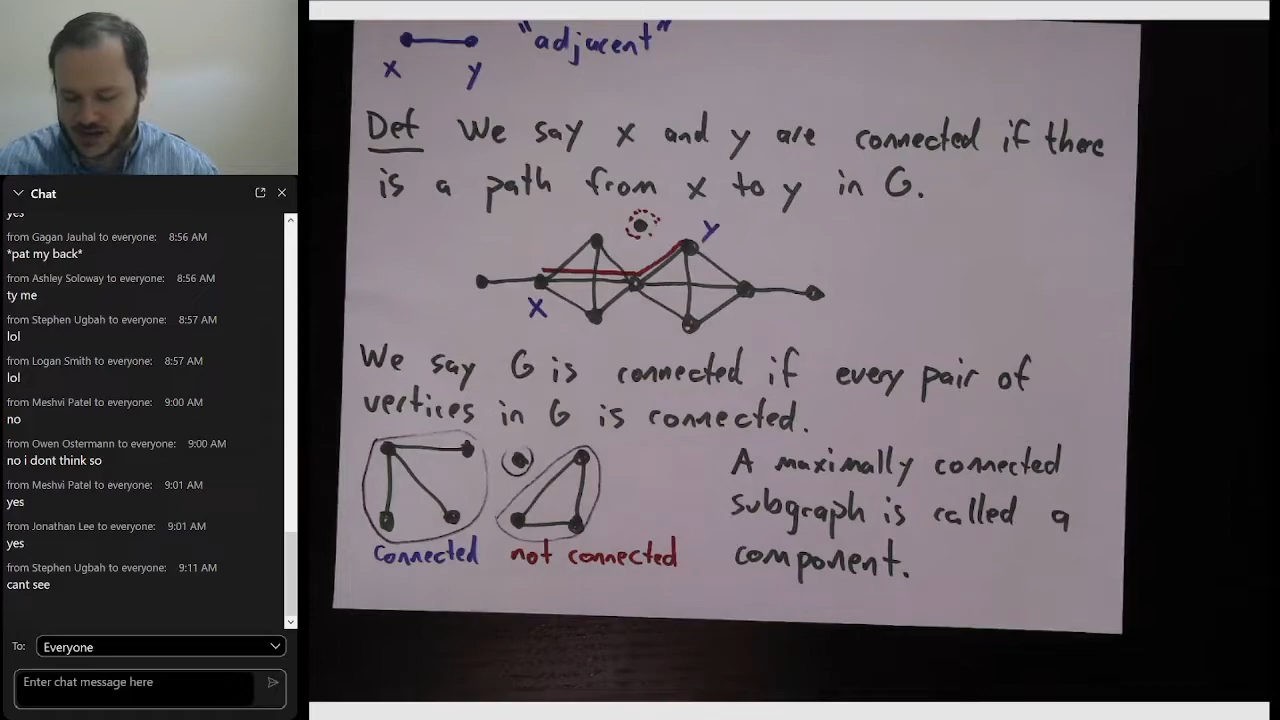 "adjacent"
x y
Def We say x and y are connected if there
is a path from x to y in G.
y
x
We say G is connected if every pair of
vertices in G is connected.
connected not connected
A maximally connected
subgraph is called a
component.
Chat
yes
from Gagan Jauhal to everyone: 8:56 AM
*pat my back*
from Ashley Soloway to everyone: 8:56 AM
ty me
from Stephen Ugbah to everyone: 8:57 AM
lol
from Logan Smith to everyone: 8:57 AM
lol
from Meshvi Patel to everyone: 9:00 AM
no
from Owen Ostermann to everyone: 9:00 AM
no i dont think so
from Meshvi Patel to everyone: 9:01 AM
yes
from Jonathan Lee to everyone: 9:01 AM
yes
from Stephen Ugbah to everyone: 9:11 AM
cant see
To: Everyone
Enter chat message here